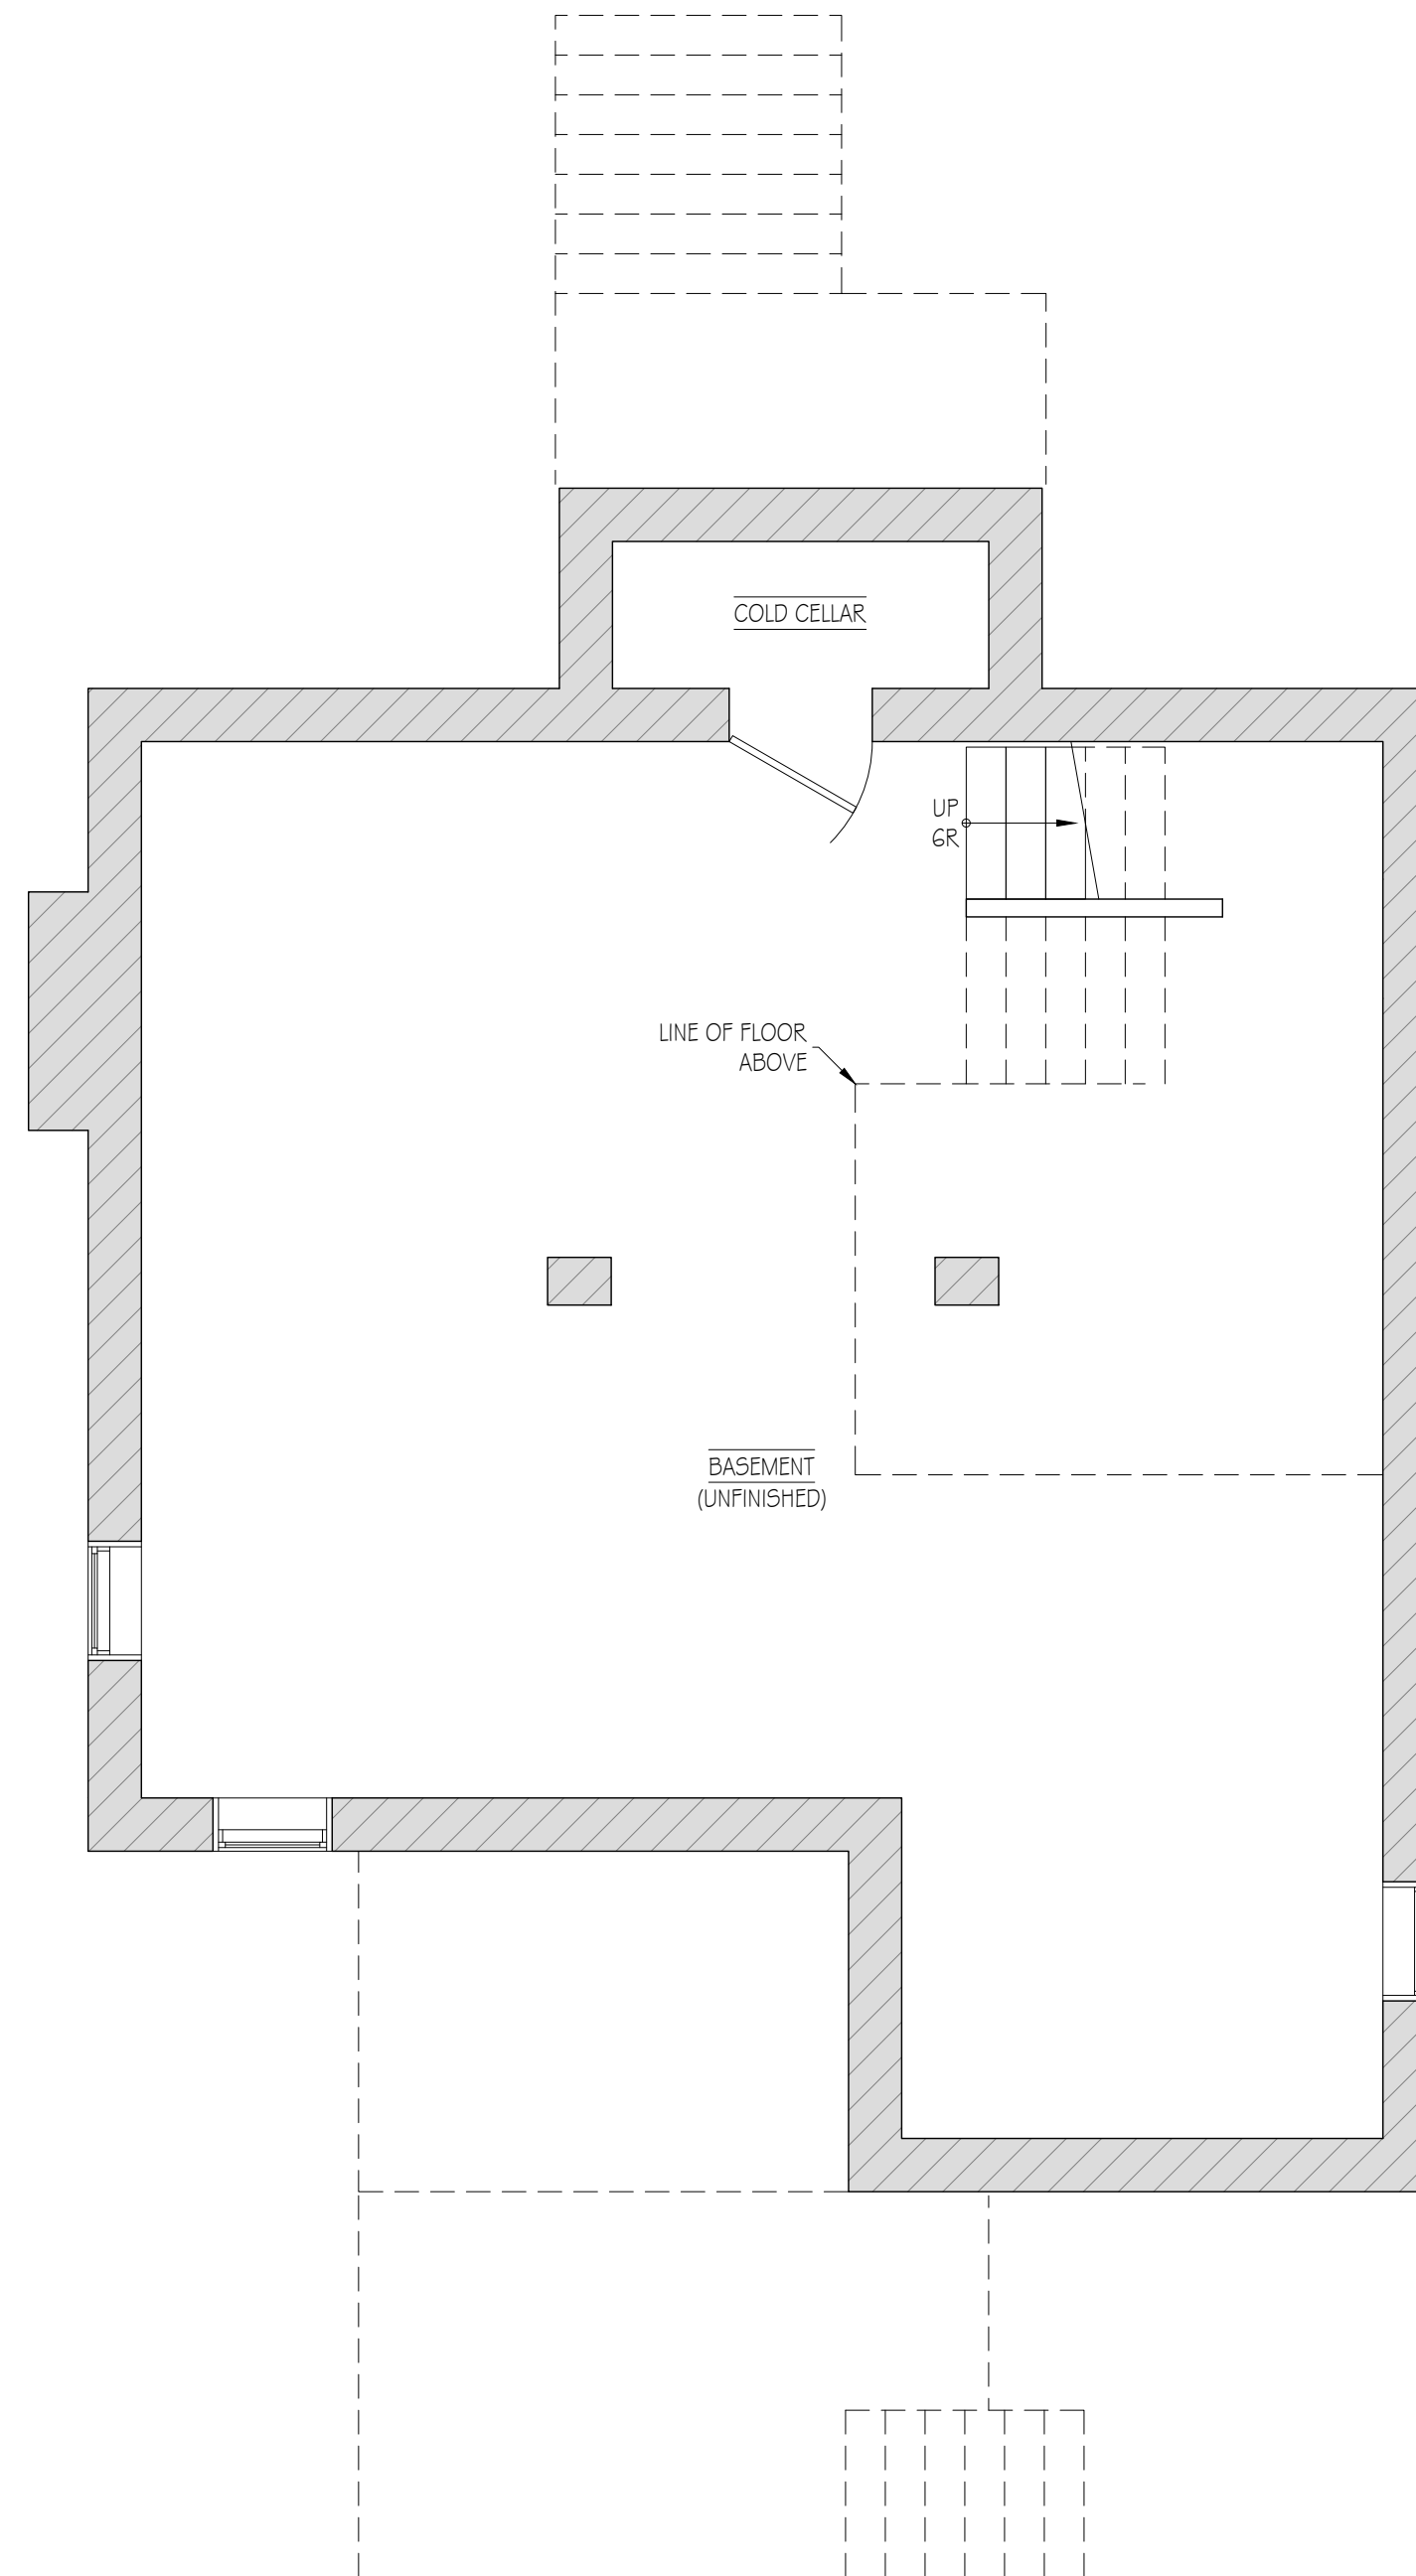 COLD CELLAR
UP
6R
LINE OF FLOOR
ABOVE
BASEMENT
(UNFINISHED)